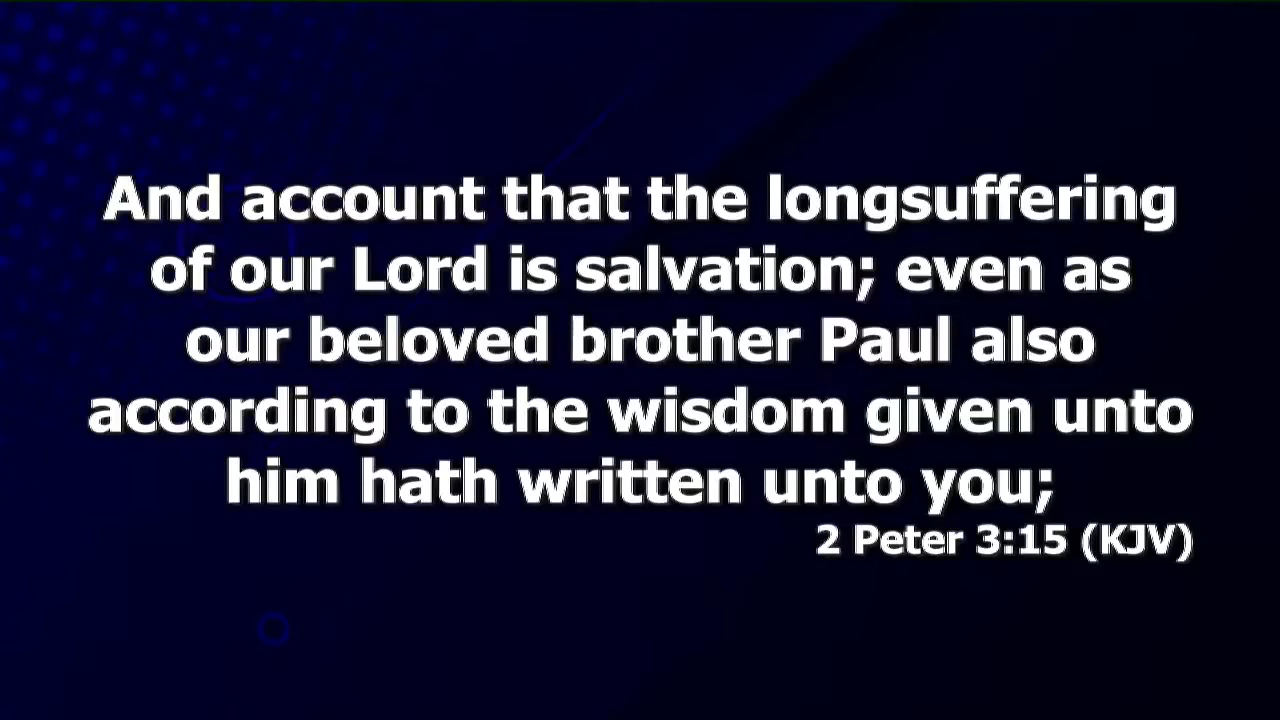 And account that the longsuffering
of our Lord is salvation; even as
our beloved brother Paul also
according to the wisdom given unto
him hath written unto you;
2 Peter 3:15 (KJV)